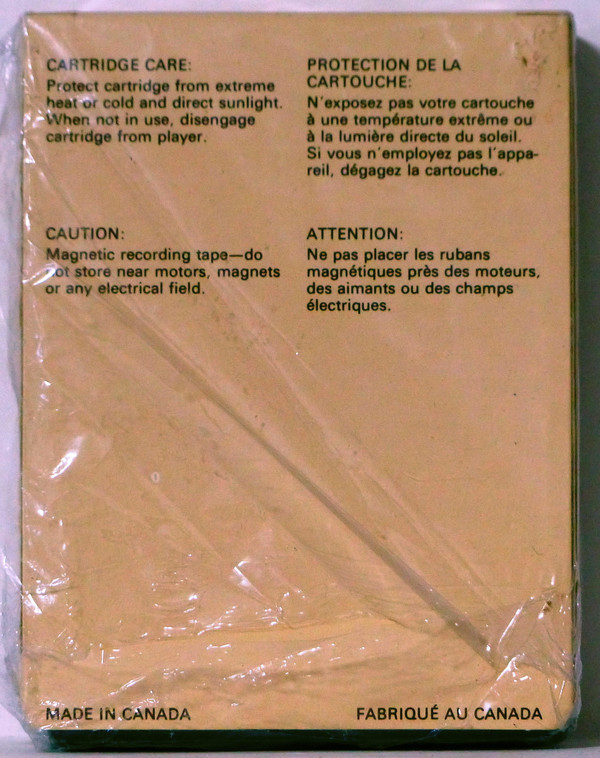 CARTRIDGE CARE:
Protect cartridge from extreme
heat or cold and direct sunlight.
When not in use, disengage
cartridge from player.
PROTECTION DE LA
CARTOUCHE:
N'exposez pas votre cartouche
à une température extrême ou
à la lumière directe du soleil.
Si vous n'employez pas l'appa-
reil, dégagez la cartouche.
CAUTION:
Magnetic recording tape—do
not store near motors, magnets
or any electrical field.
ATTENTION:
Ne pas placer les rubans
magnétiques près des moteurs,
des aimants ou des champs
électriques.
MADE IN CANADA
FABRIQUÉ AU CANADA